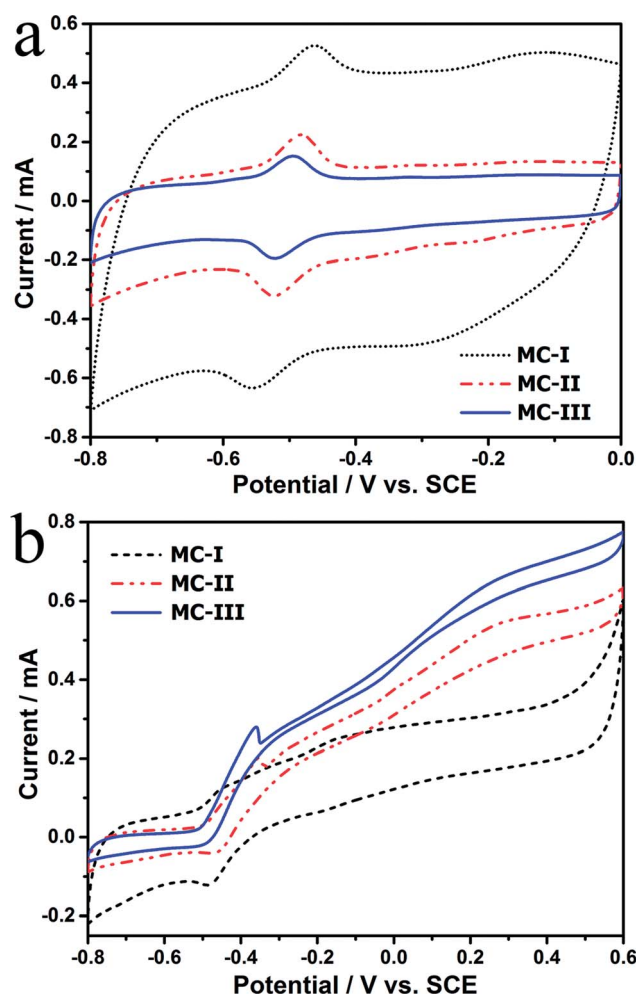 a
0.6
0.4
0.2
0.0
-0.2
-0.4
-0.6
-0.8
Current / mA
MC-I
MC-II
MC-III
-0.8 -0.6 -0.4 -0.2 0.0
Potential / V vs. SCE
b
0.8
0.6
0.4
0.2
0.0
-0.2
Current / mA
MC-I
MC-II
MC-III
-0.8 -0.6 -0.4 -0.2 0.0 0.2 0.4 0.6
Potential / V vs. SCE